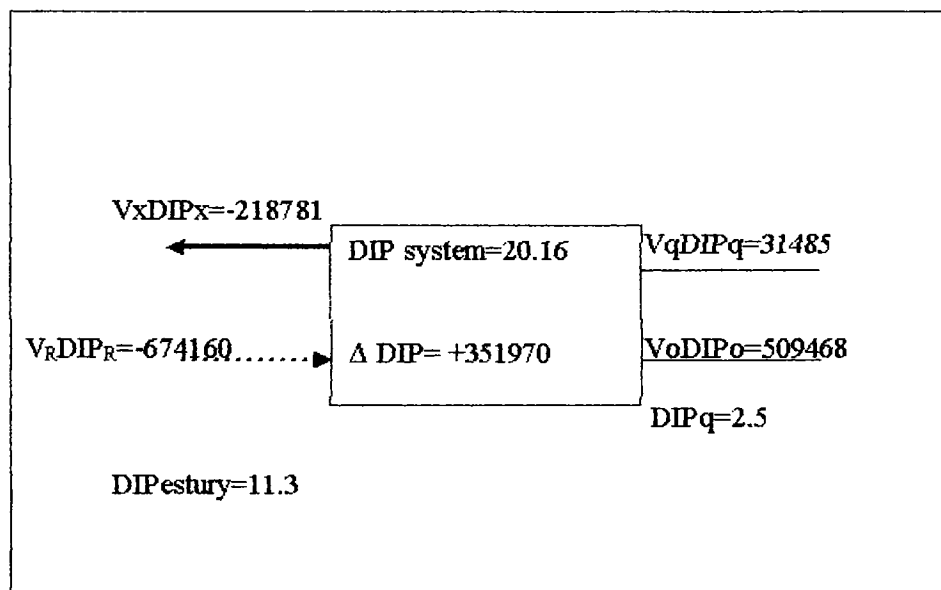 VxDIPx=-218781
DIP system=20.16
VqDIPq=31485
VRDIPR=-674160
Δ DIP= +351970
VoDIPo=509468
DIPq=2.5
DIPestury=11.3